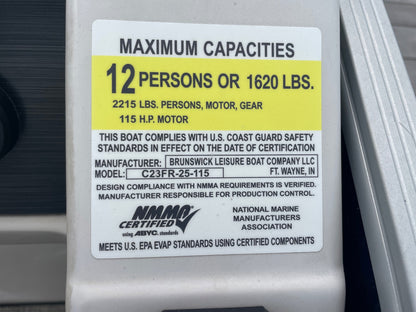 MAXIMUM CAPACITIES
12 PERSONS OR 1620 LBS.
2215 LBS. PERSONS, MOTOR, GEAR
115 H.P. MOTOR
THIS BOAT COMPLIES WITH U.S. COAST GUARD SAFETY
STANDARDS IN EFFECT ON THE DATE OF CERTIFICATION
MANUFACTURER: BRUNSWICK LEISURE BOAT COMPANY LLC
MODEL: C23FR-25-115 FT. WAYNE, IN
DESIGN COMPLIANCE WITH NMMA REQUIREMENTS IS VERIFIED.
MANUFACTURER RESPONSIBLE FOR PRODUCTION CONTROL.
NMMA
CERTIFIED
using ABYC. standards
NATIONAL MARINE
MANUFACTURERS
ASSOCIATION
MEETS U.S. EPA EVAP STANDARDS USING CERTIFIED COMPONENTS